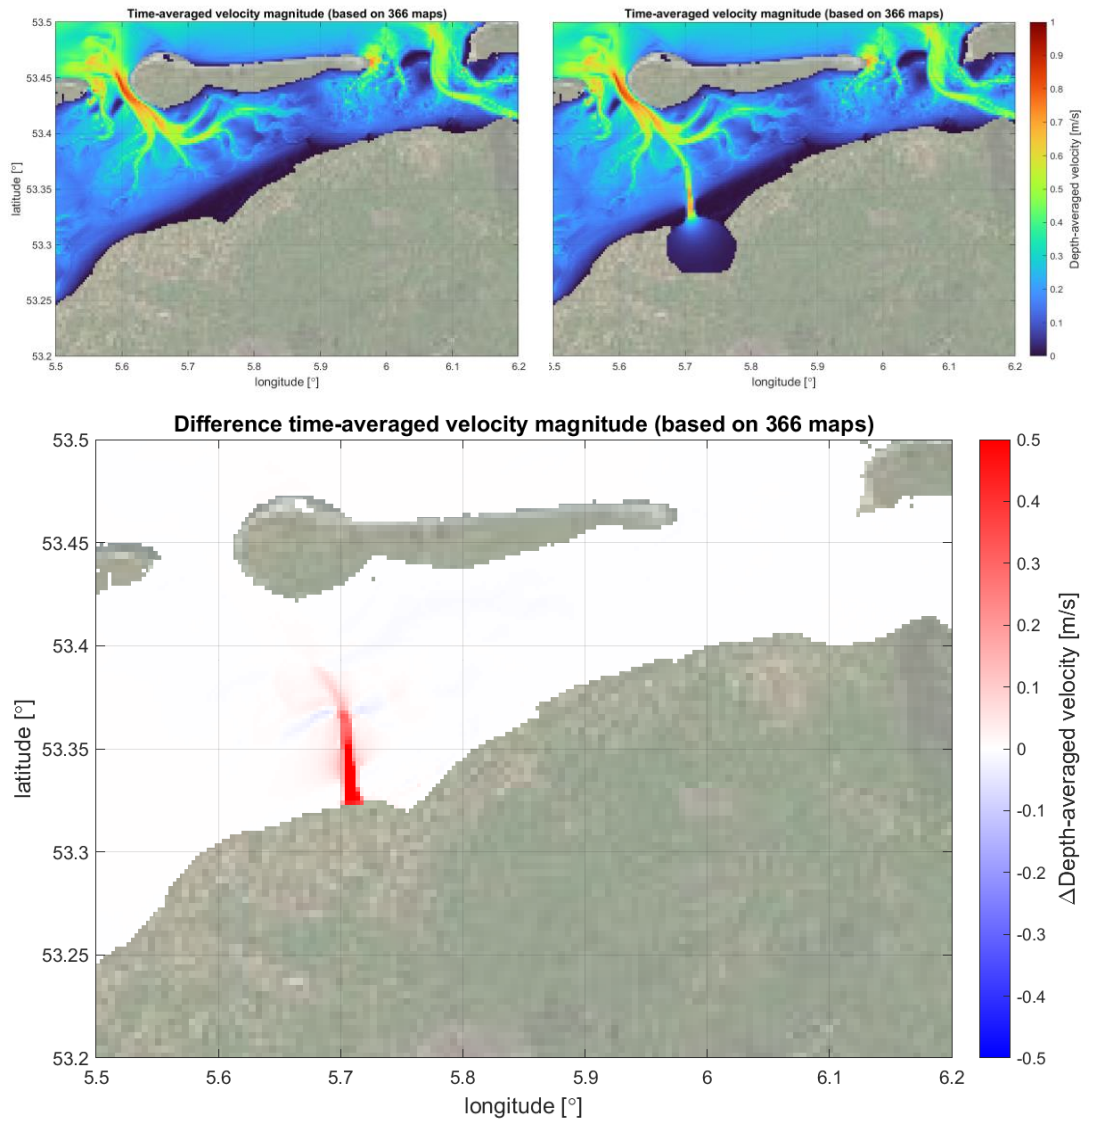 Time-averaged velocity magnitude (based on 366 maps)
53.5
53.45
53.4
53.35
53.3
53.25
53.2
latitude [°]
5.5 5.6 5.7 5.8 5.9 6 6.1 6.2
longitude [°]
Time-averaged velocity magnitude (based on 366 maps)
5.5 5.6 5.7 5.8 5.9 6 6.1 6.2
longitude [°]
1
0.9
0.8
0.7
0.6
0.5
0.4
0.3
0.2
0.1
0
Depth-averaged velocity [m/s]
Difference time-averaged velocity magnitude (based on 366 maps)
53.5
53.45
53.4
53.35
53.3
53.25
53.2
latitude [°]
5.5 5.6 5.7 5.8 5.9 6 6.1 6.2
longitude [°]
0.5
0.4
0.3
0.2
0.1
0
-0.1
-0.2
-0.3
-0.4
-0.5
ΔDepth-averaged velocity [m/s]